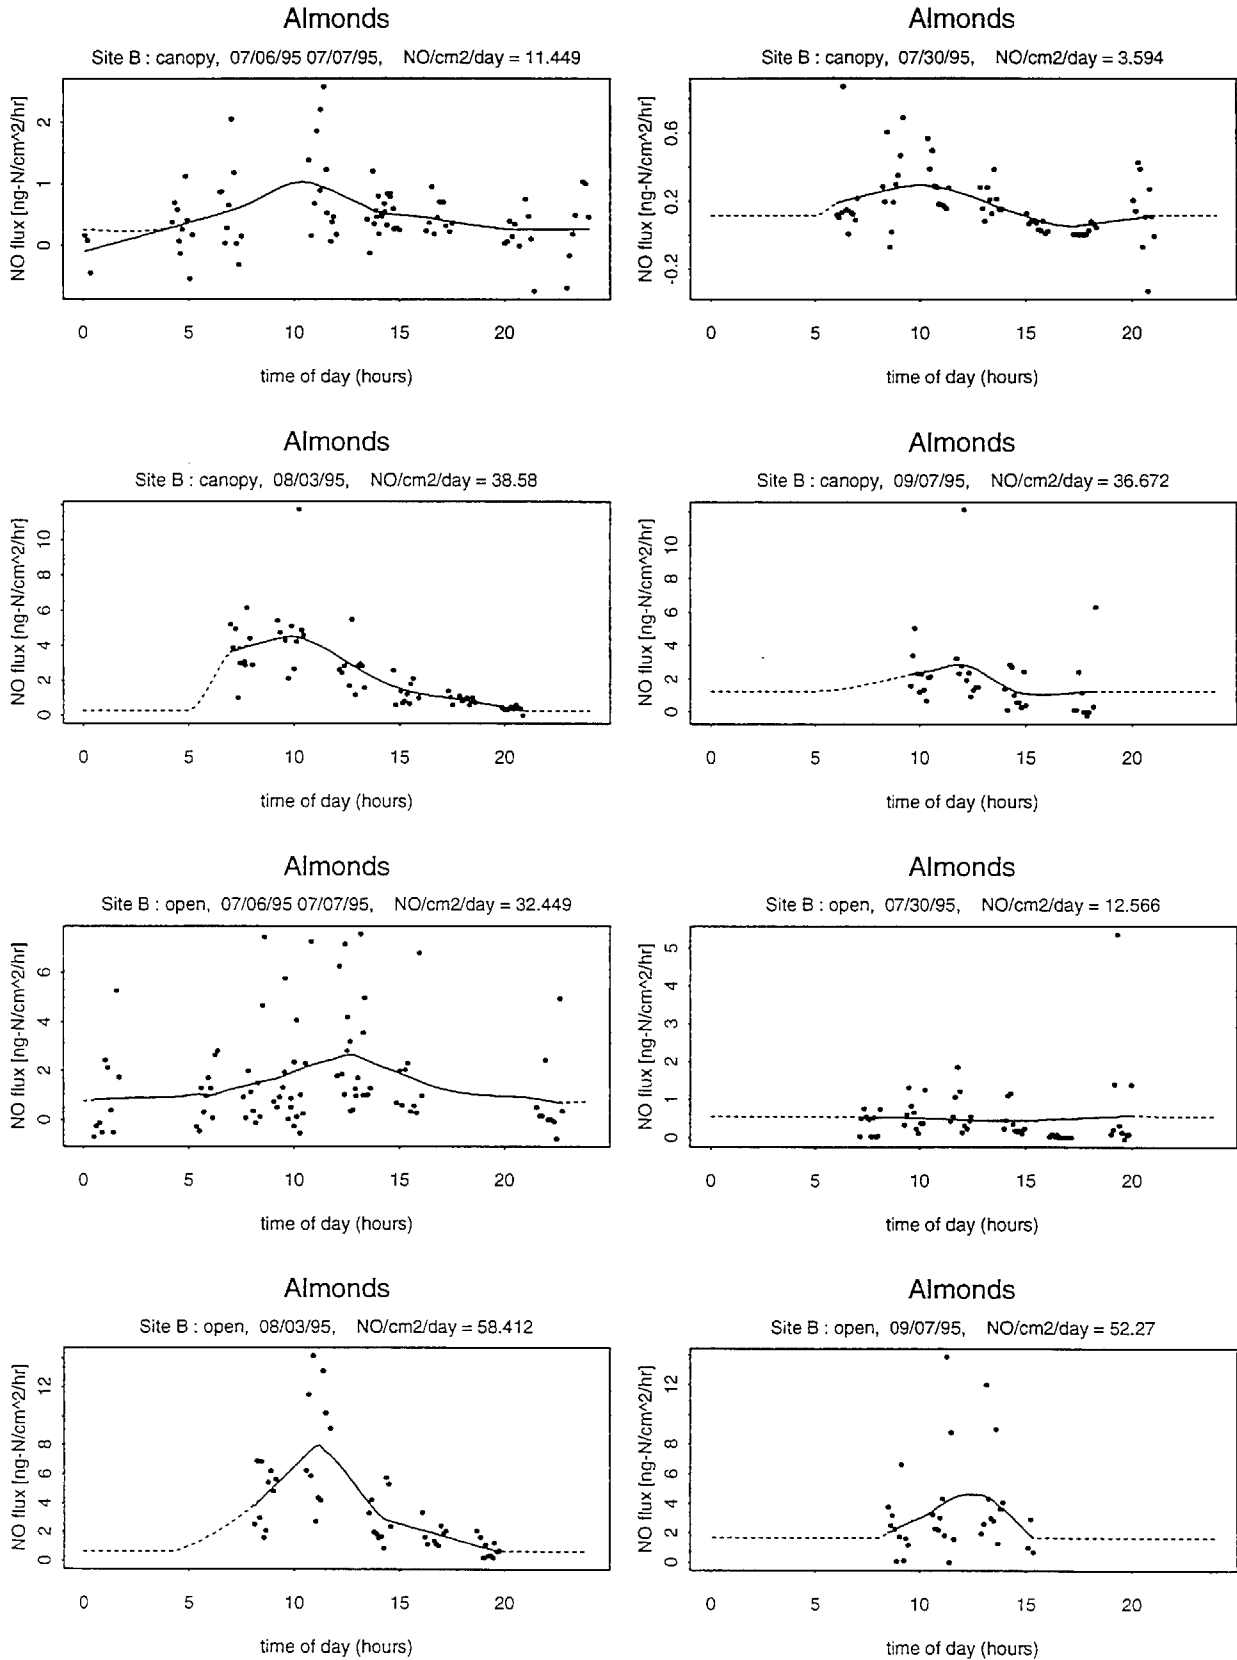 Almonds
Site B : canopy, 07/06/95 07/07/95, NO/cm2/day = 11.449
NO flux [ng-N/cm^2/hr]
0 1 2
0 5 10 15 20
time of day (hours)
Almonds
Site B : canopy, 07/30/95, NO/cm2/day = 3.594
NO flux [ng-N/cm^2/hr]
-0.2 0.2 0.6
0 5 10 15 20
time of day (hours)
Almonds
Site B : canopy, 08/03/95, NO/cm2/day = 38.58
NO flux [ng-N/cm^2/hr]
0 2 4 6 8 10
0 5 10 15 20
time of day (hours)
Almonds
Site B : canopy, 09/07/95, NO/cm2/day = 36.672
NO flux [ng-N/cm^2/hr]
0 2 4 6 8 10
0 5 10 15 20
time of day (hours)
Almonds
Site B : open, 07/06/95 07/07/95, NO/cm2/day = 32.449
NO flux [ng-N/cm^2/hr]
0 2 4 6
0 5 10 15 20
time of day (hours)
Almonds
Site B : open, 07/30/95, NO/cm2/day = 12.566
NO flux [ng-N/cm^2/hr]
0 1 2 3 4 5
0 5 10 15 20
time of day (hours)
Almonds
Site B : open, 08/03/95, NO/cm2/day = 58.412
NO flux [ng-N/cm^2/hr]
0 2 4 6 8 12
0 5 10 15 20
time of day (hours)
Almonds
Site B : open, 09/07/95, NO/cm2/day = 52.27
NO flux [ng-N/cm^2/hr]
0 2 4 6 8 12
0 5 10 15 20
time of day (hours)